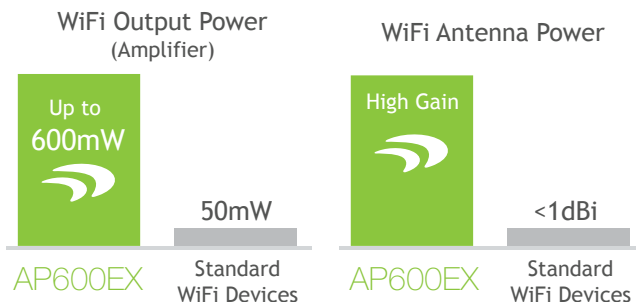 WiFi Output Power
(Amplifier)
Up to
600mW
50mW
AP600EX
Standard
WiFi Devices
WiFi Antenna Power
High Gain
<1dBi
AP600EX
Standard
WiFi Devices